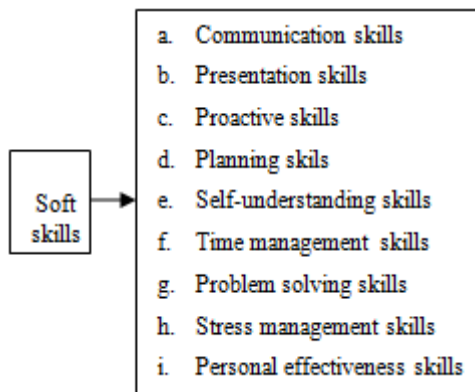 Soft
skills
a. Communication skills
b. Presentation skills
c. Proactive skills
d. Planning skils
e. Self-understanding skills
f. Time management skills
g. Problem solving skills
h. Stress management skills
i. Personal effectiveness skills